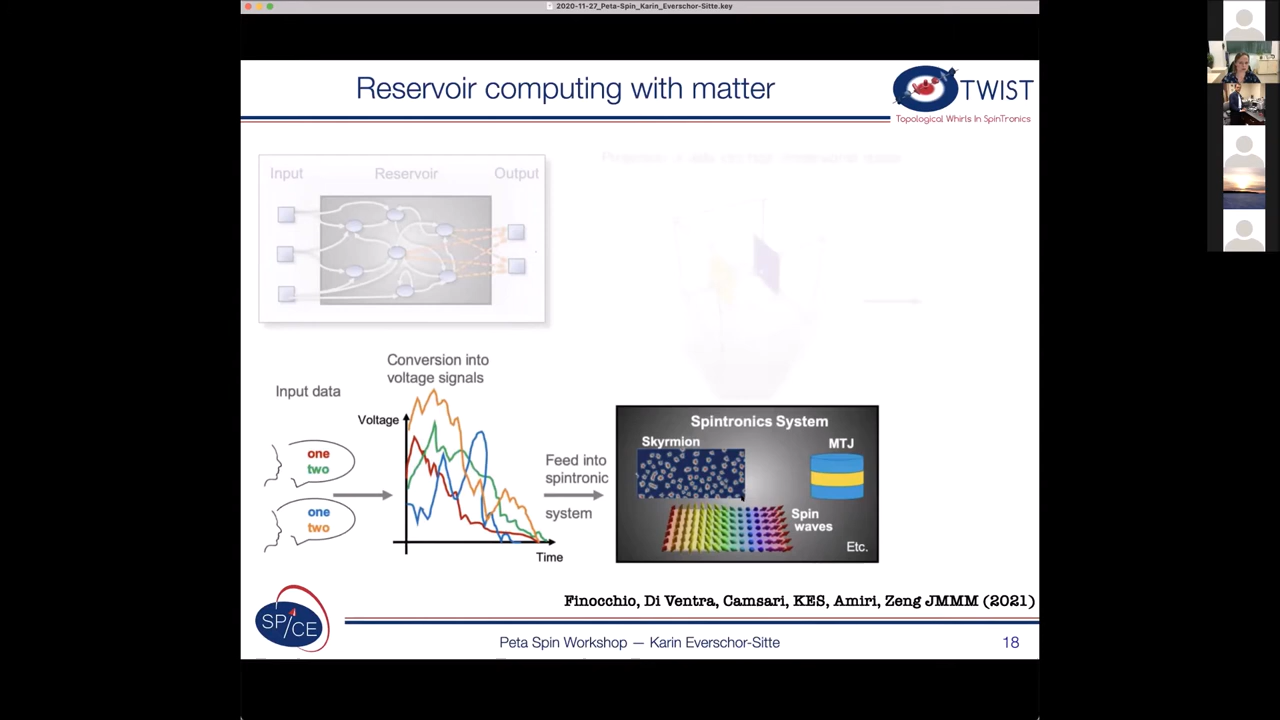 2020-11-27_Peta-Spin_Karin_Everschor-Sitte.key
Reservoir computing with matter
TWIST
Topological Whirls In SpinTronics
Input
Reservoir
Output
Input data
one
two
one
two
Conversion into
voltage signals
Voltage
Time
Feed into
spintronic
system
Spintronics System
Skyrmion
MTJ
Spin
waves
Etc.
Finocchio, Di Ventra, Camsari, KES, Amiri, Zeng JMMM (2021)
SP/CE
Peta Spin Workshop — Karin Everschor-Sitte
18